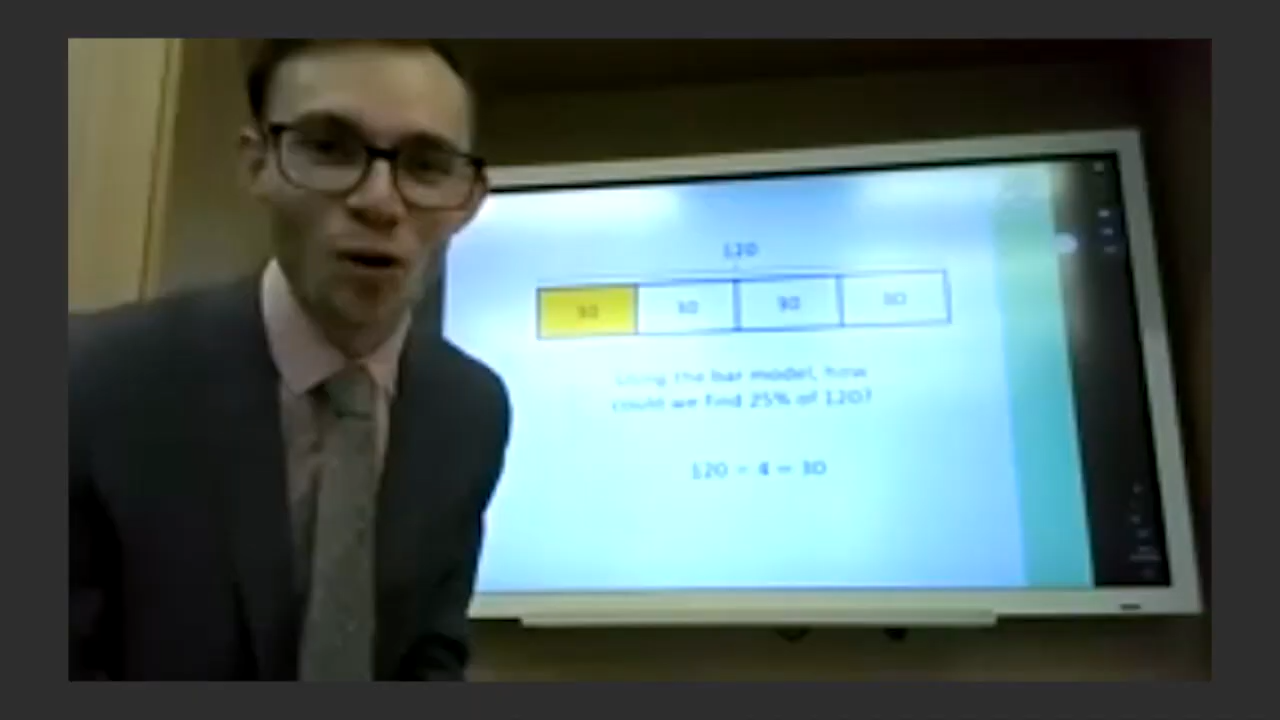 120
30 30 30 30
Using the bar model, how
could we find 25% of 120?
120 ÷ 4 = 30